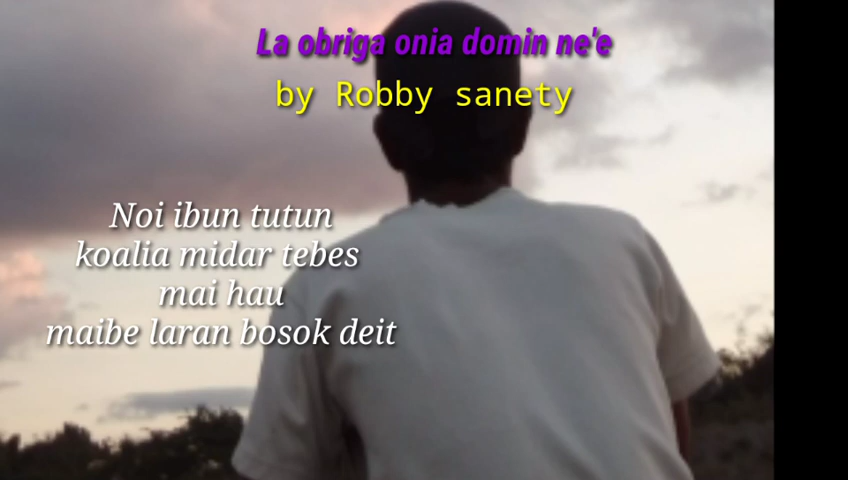 La obriga onia domin ne'e
by Robby sanety
Noi ibun tutun
koalia midar tebes
mai hau
maibe laran bosok deit